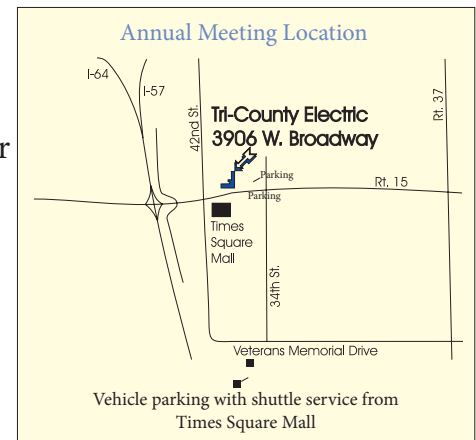 Annual Meeting Location
I-64
I-57
42nd St.
Tri-County Electric
3906 W. Broadway
Rt. 37
Parking
Rt. 15
Parking
Times
Square
Mall
34th St.
Veterans Memorial Drive
Vehicle parking with shuttle service from
Times Square Mall
r